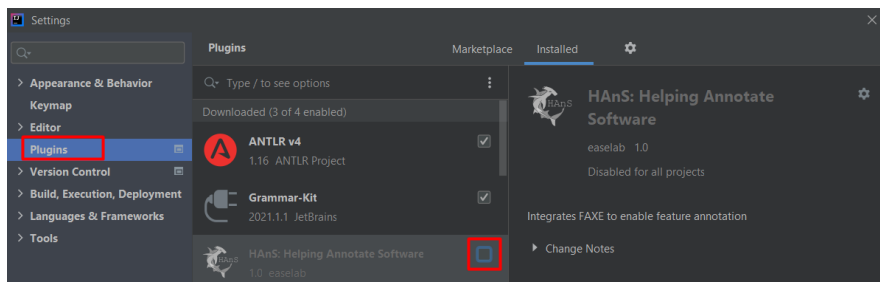 Settings
Plugins
Marketplace
Installed
Appearance & Behavior
Keymap
Editor
Plugins
Version Control
Build, Execution, Deployment
Languages & Frameworks
Tools
Type / to see options
Downloaded (3 of 4 enabled)
ANTLR v4
1.16 ANTLR Project
Grammar-Kit
2021.1.1 JetBrains
HAnS
HAnS: Helping Annotate Software
1.0 easelab
HAnS
HAnS: Helping Annotate
Software
easelab 1.0
Disabled for all projects
Integrates FAXE to enable feature annotation
Change Notes